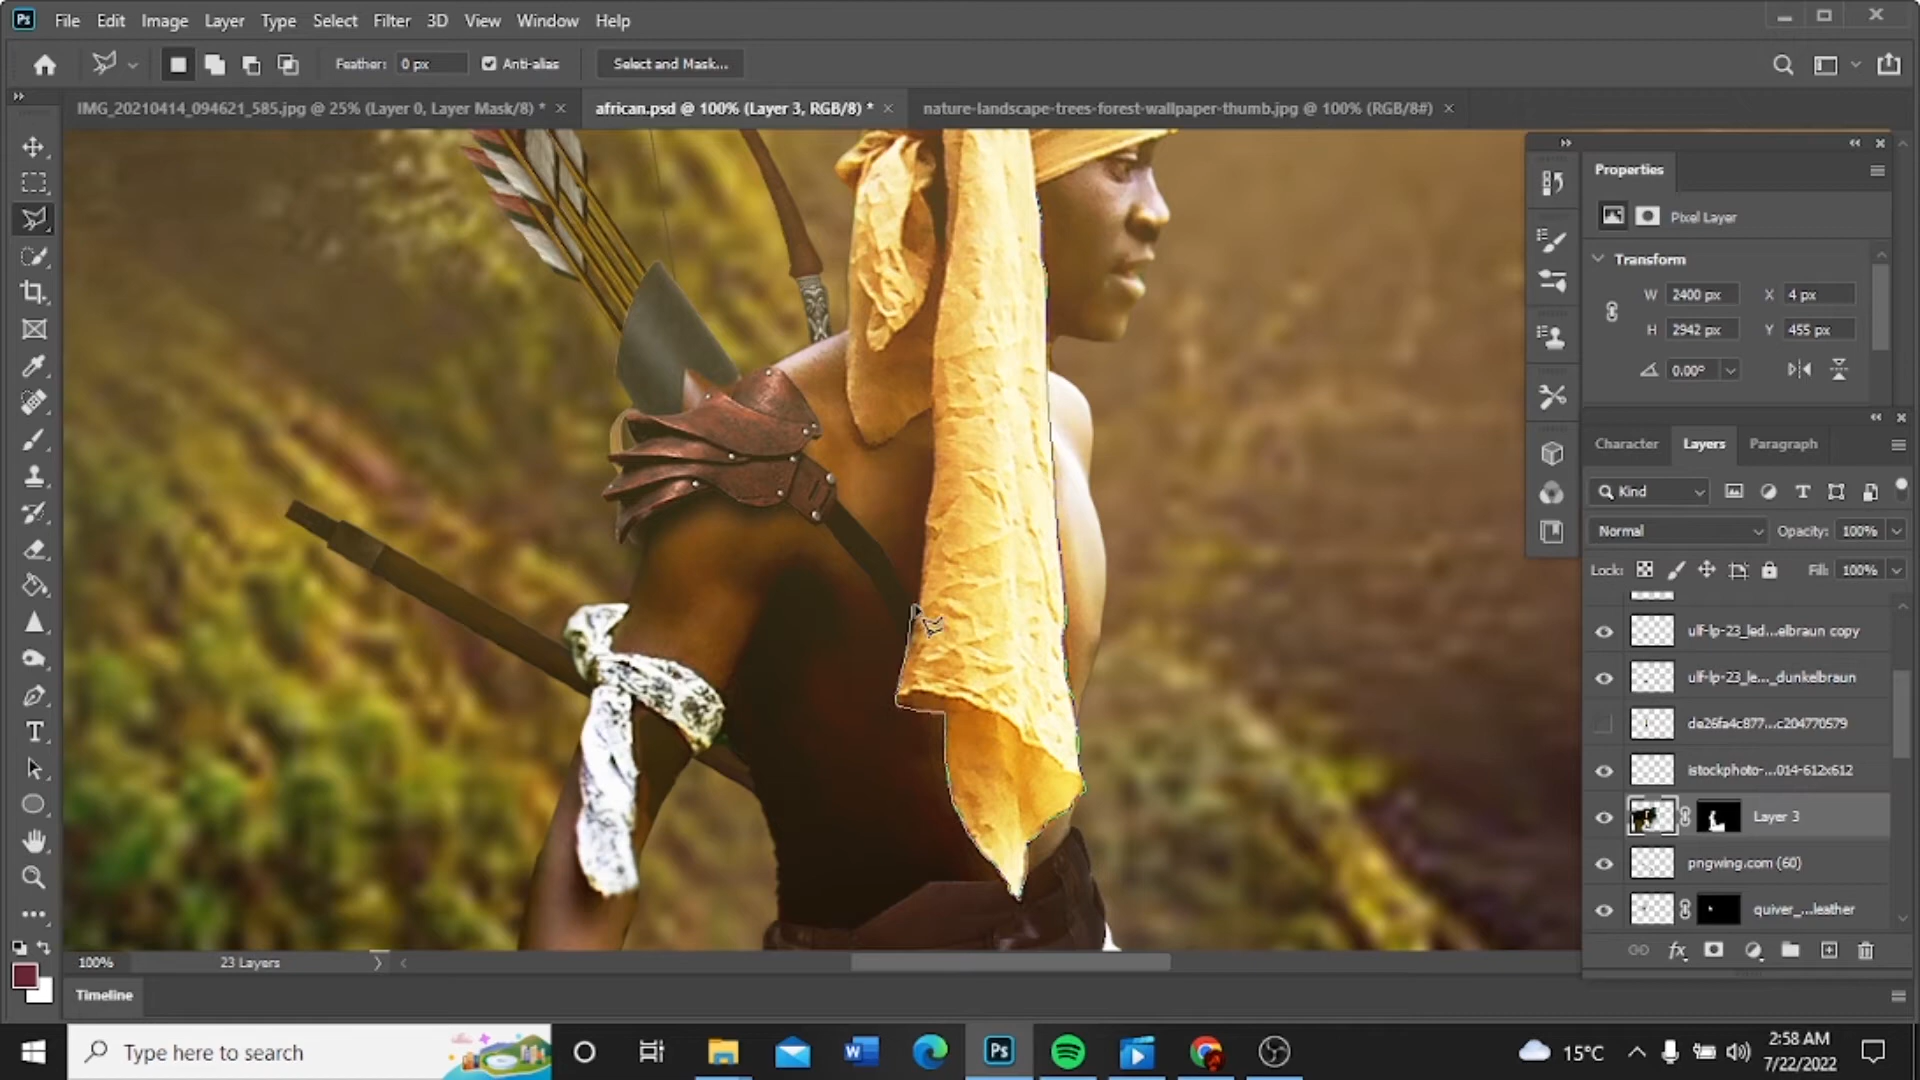 Ps File Edit Image Layer Type Select Filter 3D View Window Help
Feather: 0 px Anti-alias Select and Mask...
IMG_20210414_094621_585.jpg @ 25% (Layer 0, Layer Mask/8) * african.psd @ 100% (Layer 3, RGB/8) * nature-landscape-trees-forest-wallpaper-thumb.jpg @ 100% (RGB/8#)
Properties
Pixel Layer
Transform
W 2400 px X 4 px
H 2942 px Y 455 px
0.00°
Character Layers Paragraph
Kind
Normal Opacity: 100%
Lock: Fill: 100%
ulf-lp-23_led...elbraun copy
ulf-lp-23_le..._dunkelbraun
de26fa4c877...c204770579
istockphoto-...014-612x612
Layer 3
pngwing.com (60)
quiver_...leather
100% 23 Layers
Timeline
Type here to search
W
Ps
15°C
2:58 AM
7/22/2022